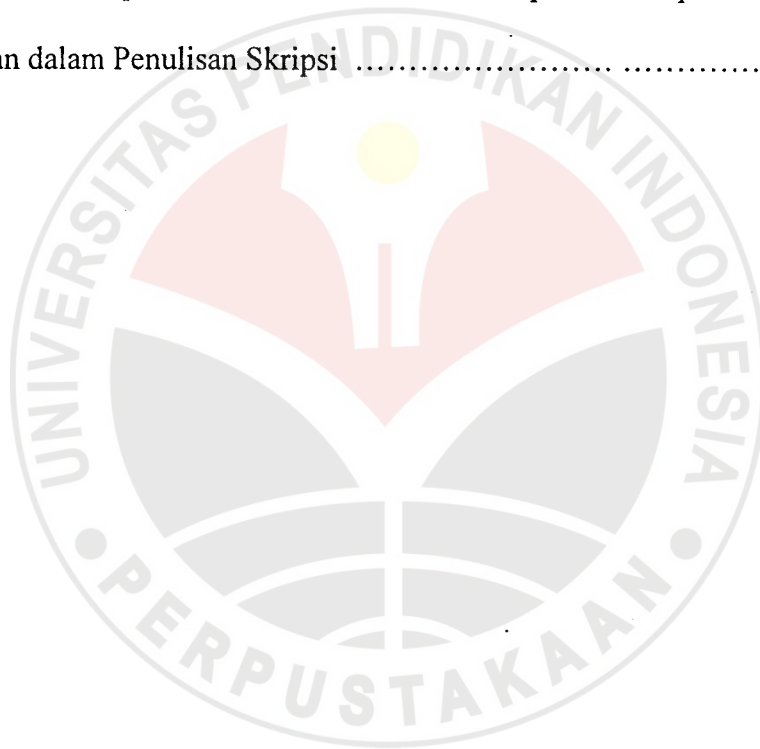 an dalam Penulisan Skripsi ........................ ..............
UNIVERSITAS PENDIDIKAN INDONESIA
PERPUSTAKAAN